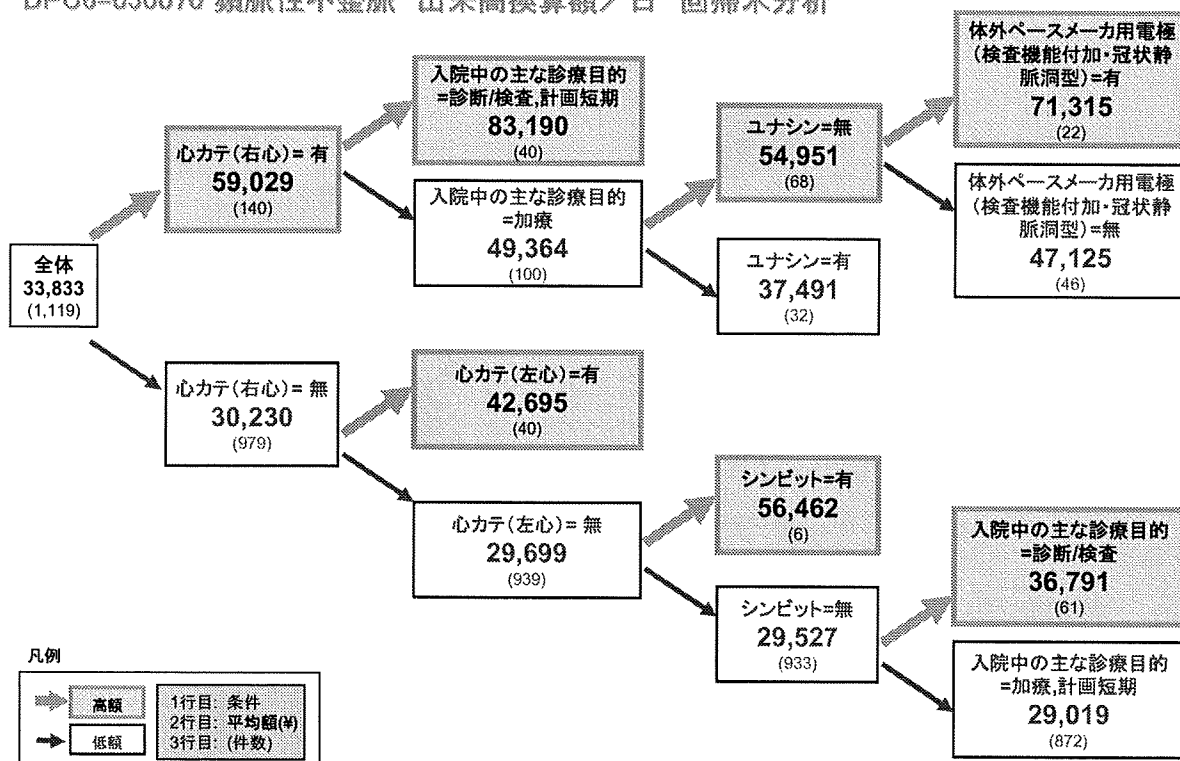 全体
33,833
(1,119)
心カテ(右心)= 有
59,029
(140)
心カテ(右心)= 無
30,230
(979)
入院中の主な診療目的
=診断/検査,計画短期
83,190
(40)
入院中の主な診療目的
=加療
49,364
(100)
心カテ(左心)=有
42,695
(40)
心カテ(左心)= 無
29,699
(939)
ユナシン=無
54,951
(68)
ユナシン=有
37,491
(32)
シンビット=有
56,462
(6)
シンビット=無
29,527
(933)
体外ペースメーカ用電極
(検査機能付加・冠状静
脈洞型)=有
71,315
(22)
体外ペースメーカ用電極
(検査機能付加・冠状静
脈洞型)=無
47,125
(46)
入院中の主な診療目的
=診断/検査
36,791
(61)
入院中の主な診療目的
=加療,計画短期
29,019
(872)
凡例
高額
低額
1行目: 条件
2行目: 平均額(¥)
3行目: (件数)